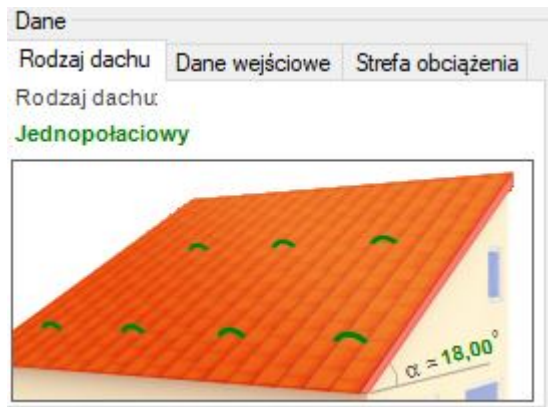 Dane
Rodzaj dachu Dane wejściowe Strefa obciążenia
Rodzaj dachu:
Jednopołaciowy
α = 18,00°